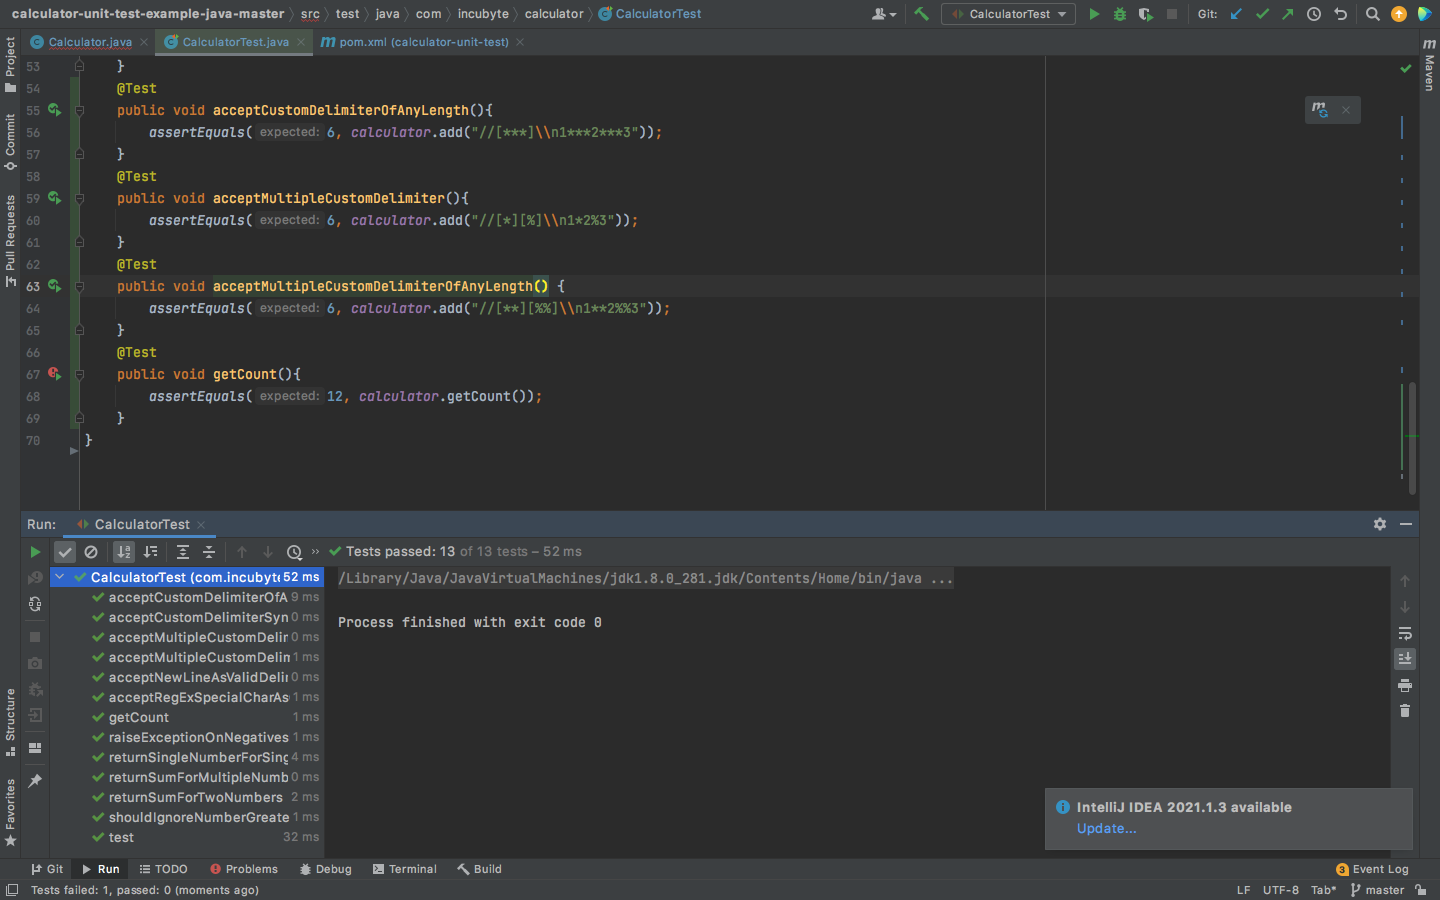 calculator-unit-test-example-java-master src test java com incubyte calculator CalculatorTest CalculatorTest Git:
Calculator.java CalculatorTest.java m pom.xml (calculator-unit-test)
Project
Commit
Pull Requests
Structure
Favorites
m Maven
53 }
54 @Test
55 public void acceptCustomDelimiterOfAnyLength(){
56 assertEquals( expected: 6, calculator.add("//[***]\\n1***2***3"));
57 }
58 @Test
59 public void acceptMultipleCustomDelimiter(){
60 assertEquals( expected: 6, calculator.add("//[*][%]\\n1*2%3"));
61 }
62 @Test
63 public void acceptMultipleCustomDelimiterOfAnyLength() {
64 assertEquals( expected: 6, calculator.add("//[**][%%]\\n1**2%%3"));
65 }
66 @Test
67 public void getCount(){
68 assertEquals( expected: 12, calculator.getCount());
69 }
70 }
Run: CalculatorTest
Tests passed: 13 of 13 tests – 52 ms
CalculatorTest (com.incubyte 52 ms
acceptCustomDelimiterOfA 9 ms
acceptCustomDelimiterSyn 0 ms
acceptMultipleCustomDelin 0 ms
acceptMultipleCustomDelim 1 ms
acceptNewLineAsValidDelim 0 ms
acceptRegExSpecialCharAs 1 ms
getCount 1 ms
raiseExceptionOnNegatives 1 ms
returnSingleNumberForSing 4 ms
returnSumForMultipleNumb 0 ms
returnSumForTwoNumbers 2 ms
shouldIgnoreNumberGreate 1 ms
test 32 ms
/Library/Java/JavaVirtualMachines/jdk1.8.0_281.jdk/Contents/Home/bin/java ...
Process finished with exit code 0
IntelliJ IDEA 2021.1.3 available
Update...
Git Run TODO Problems Debug Terminal Build 3 Event Log
Tests failed: 1, passed: 0 (moments ago) LF UTF-8 Tab* master